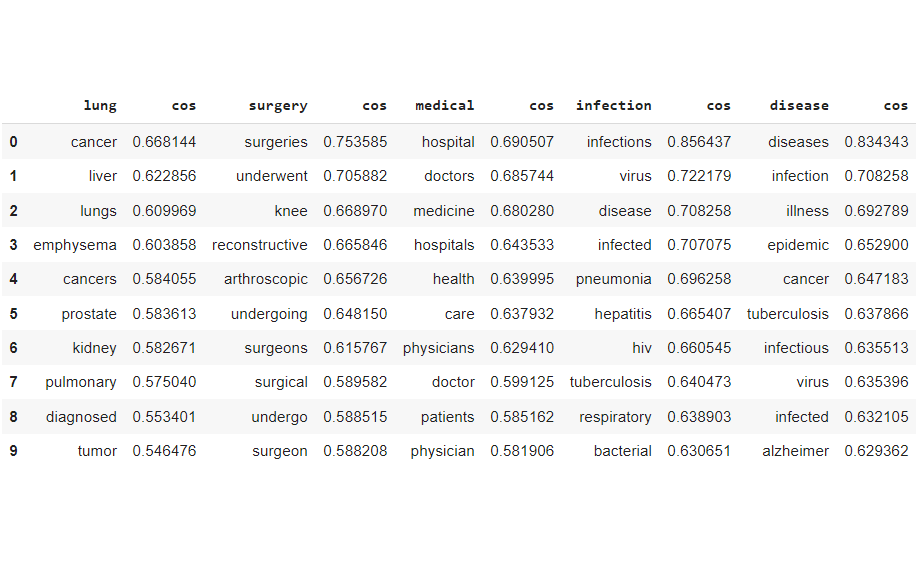 lung cos surgery cos medical cos infection cos disease cos
0 cancer 0.668144 surgeries 0.753585 hospital 0.690507 infections 0.856437 diseases 0.834343
1 liver 0.622856 underwent 0.705882 doctors 0.685744 virus 0.722179 infection 0.708258
2 lungs 0.609969 knee 0.668970 medicine 0.680280 disease 0.708258 illness 0.692789
3 emphysema 0.603858 reconstructive 0.665846 hospitals 0.643533 infected 0.707075 epidemic 0.652900
4 cancers 0.584055 arthroscopic 0.656726 health 0.639995 pneumonia 0.696258 cancer 0.647183
5 prostate 0.583613 undergoing 0.648150 care 0.637932 hepatitis 0.665407 tuberculosis 0.637866
6 kidney 0.582671 surgeons 0.615767 physicians 0.629410 hiv 0.660545 infectious 0.635513
7 pulmonary 0.575040 surgical 0.589582 doctor 0.599125 tuberculosis 0.640473 virus 0.635396
8 diagnosed 0.553401 undergo 0.588515 patients 0.585162 respiratory 0.638903 infected 0.632105
9 tumor 0.546476 surgeon 0.588208 physician 0.581906 bacterial 0.630651 alzheimer 0.629362